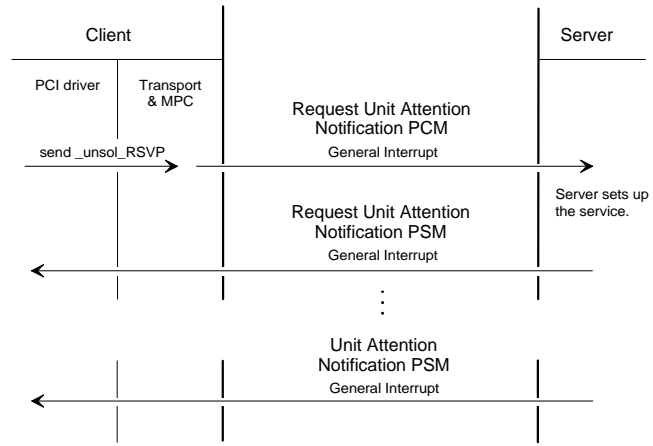 Client
Server
PCI driver
Transport
& MPC
Request Unit Attention
Notification PCM
send _unsol_RSVP
General Interrupt
Server sets up
the service.
Request Unit Attention
Notification PSM
General Interrupt
Unit Attention
Notification PSM
General Interrupt